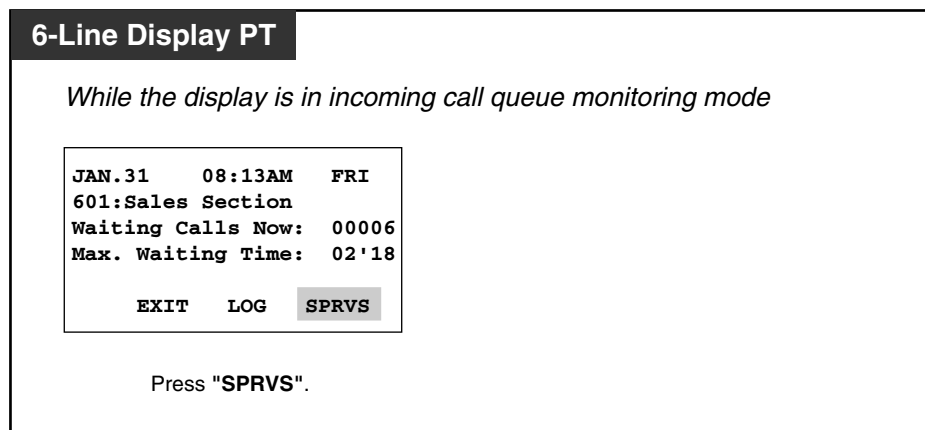 6-Line Display PT
While the display is in incoming call queue monitoring mode
JAN.31 08:13AM FRI
601:Sales Section
Waiting Calls Now: 00006
Max. Waiting Time: 02'18
EXIT LOG SPRVS
Press "SPRVS".